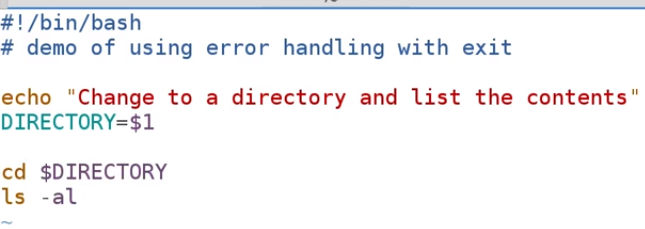 #!/bin/bash
# demo of using error handling with exit
echo "Change to a directory and list the contents"
DIRECTORY=$1
cd $DIRECTORY
ls -al
~